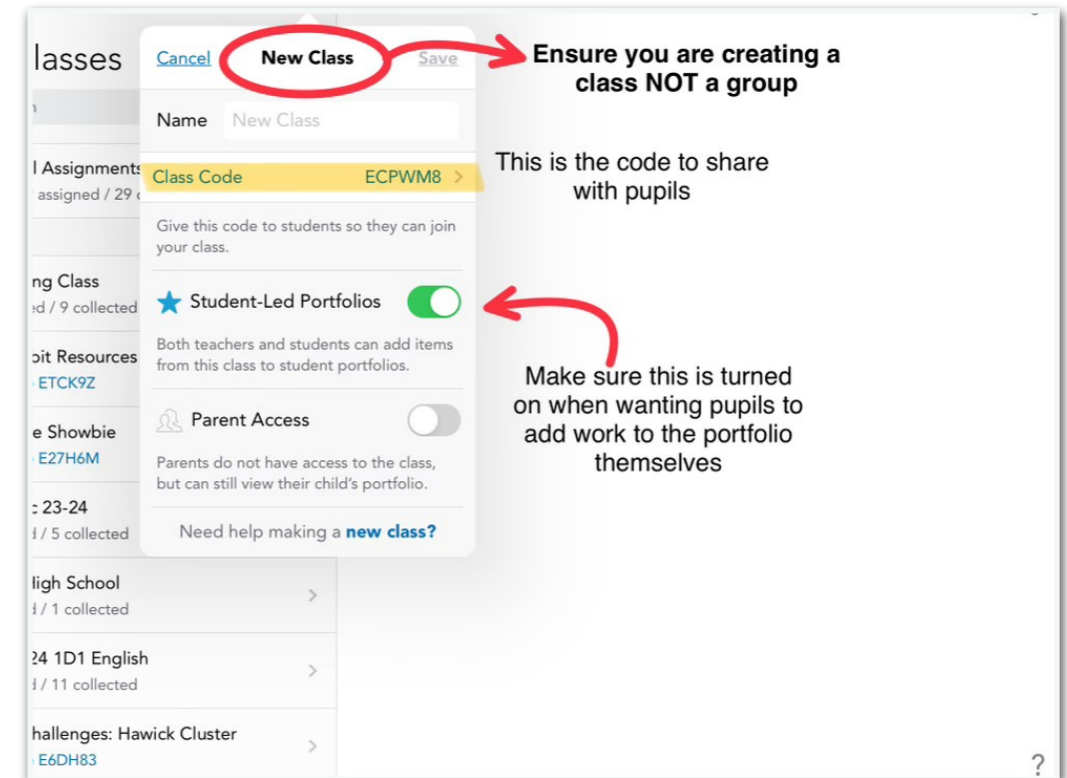 lasses
Cancel New Class Save
Ensure you are creating a
class NOT a group
Name New Class
This is the code to share
with pupils
Class Code ECPWM8 >
Give this code to students so they can join
your class.
Student-Led Portfolios
Both teachers and students can add items
from this class to student portfolios.
Make sure this is turned
on when wanting pupils to
add work to the portfolio
themselves
Parent Access
Parents do not have access to the class,
but can still view their child's portfolio.
Need help making a new class?
l Assignments
assigned / 29
ng Class
ed / 9 collected
Resources
ETCK9Z
e Showbie
E27H6M
23-24
/ 5 collected
High School
/ 1 collected
24 1D1 English
/ 11 collected
hallenges: Hawick Cluster
E6DH83
?